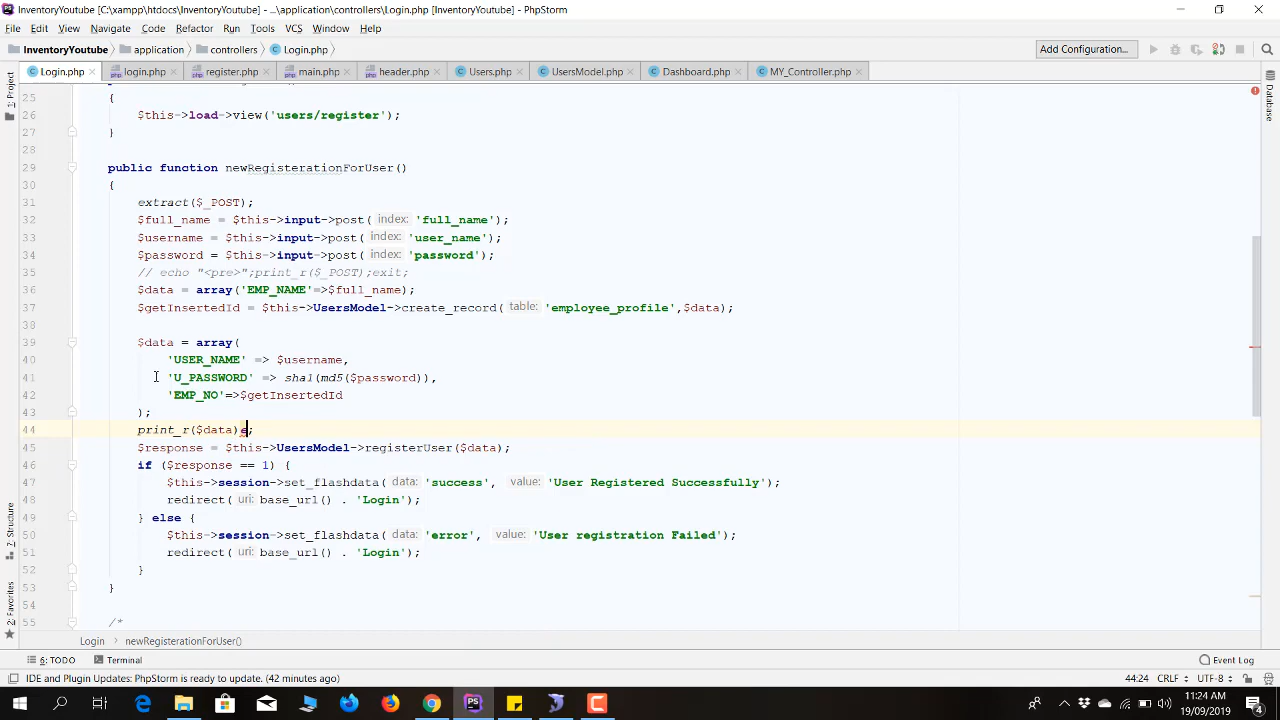 InventoryYoutube [C:\xampp\htdocs\InventoryYoutube] - ...\application\controllers\Login.php [InventoryYoutube] - PhpStorm
File Edit View Navigate Code Refactor Run Tools VCS Window Help
InventoryYoutube application controllers Login.php Add Configuration...
Login.php login.php register.php main.php header.php Users.php UsersModel.php Dashboard.php MY_Controller.php
1: Project
Database
25 {
26 $this->load->view('users/register');
27 }
28
29 public function newRegisterationForUser()
30 {
31 extract($_POST);
32 $full_name = $this->input->post( index: 'full_name');
33 $username = $this->input->post( index: 'user_name');
34 $password = $this->input->post( index: 'password');
35 // echo "<pre>";print_r($_POST);exit;
36 $data = array('EMP_NAME'=>$full_name);
37 $getInsertedId = $this->UsersModel->create_record( table: 'employee_profile',$data);
38
39 $data = array(
40 'USER_NAME' => $username,
41 'U_PASSWORD' => sha1(md5($password)),
42 'EMP_NO'=>$getInsertedId
43 );
44 print_r($data)e;
45 $response = $this->UsersModel->registerUser($data);
46 if ($response == 1) {
47 $this->session->set_flashdata( data: 'success', value: 'User Registered Successfully');
48 redirect( uri: base_url() . 'Login');
49 } else {
50 $this->session->set_flashdata( data: 'error', value: 'User registration Failed');
51 redirect( uri: base_url() . 'Login');
52 }
53 }
54
55 /*
7: Structure
2: Favorites
Login newRegisterationForUser()
6: TODO Terminal Event Log
IDE and Plugin Updates: PhpStorm is ready to update. (42 minutes ago) 44:24 CRLF UTF-8
11:24 AM
19/09/2019